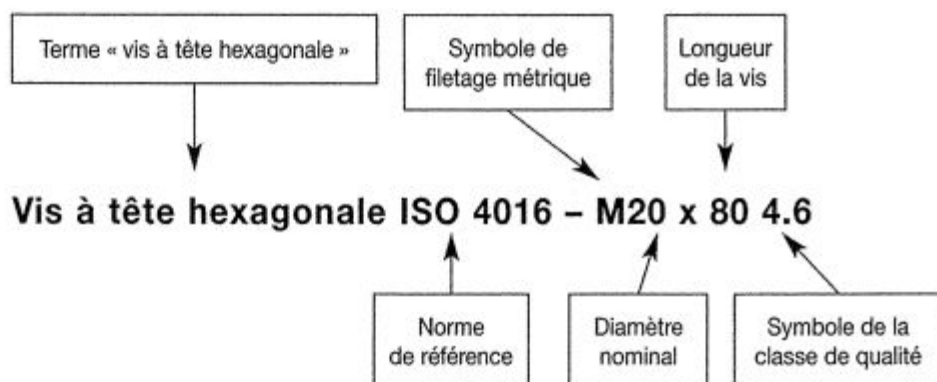 Terme « vis à tête hexagonale »
Symbole de
filetage métrique
Longueur
de la vis
Vis à tête hexagonale ISO 4016 – M20 x 80 4.6
Norme
de référence
Diamètre
nominal
Symbole de la
classe de qualité